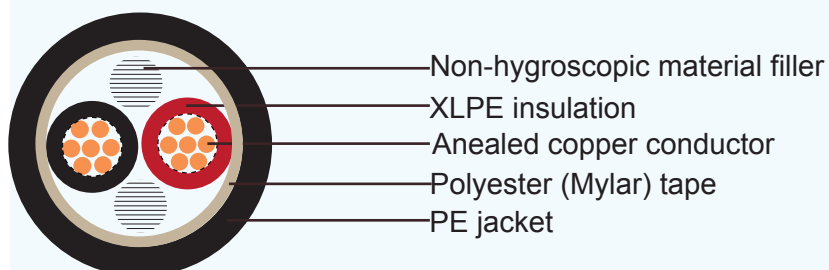 Non-hygroscopic material filler
XLPE insulation
Anealed copper conductor
Polyester (Mylar) tape
PE jacket